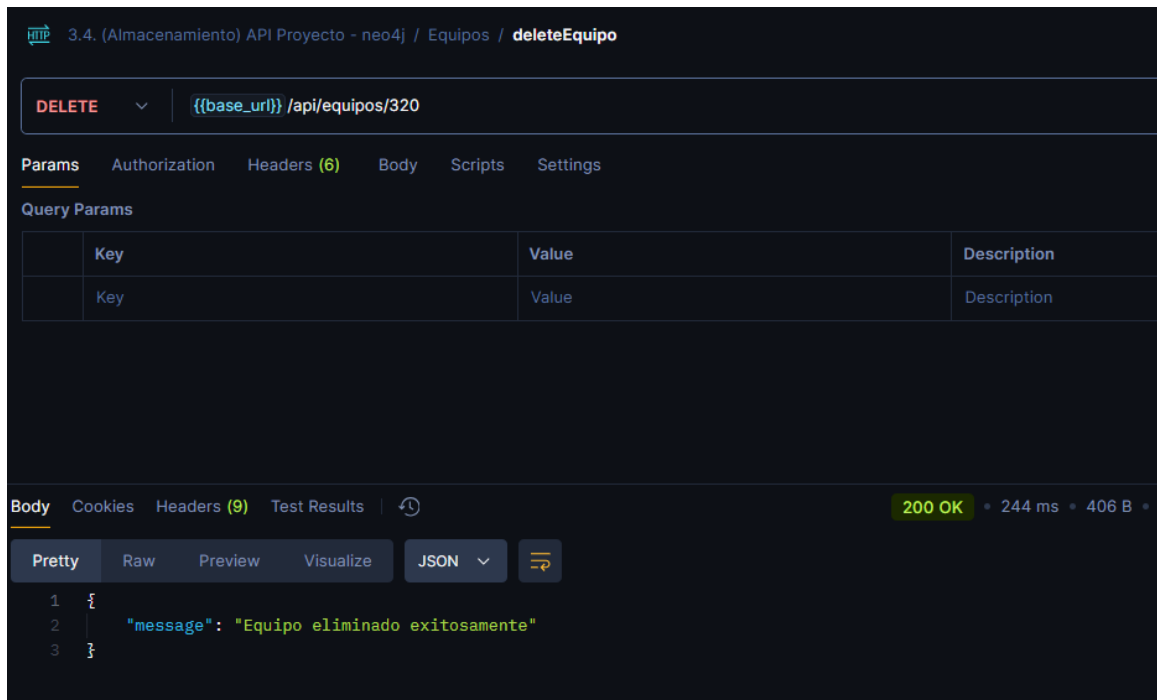 HTTP 3.4. (Almacenamiento) API Proyecto - neo4j / Equipos / deleteEquipo
DELETE {{base_url}}/api/equipos/320
Params Authorization Headers (6) Body Scripts Settings
Query Params
Key Value Description
Key Value Description
Body Cookies Headers (9) Test Results 200 OK • 244 ms • 406 B •
Pretty Raw Preview Visualize JSON
1 {
2 "message": "Equipo eliminado exitosamente"
3 }